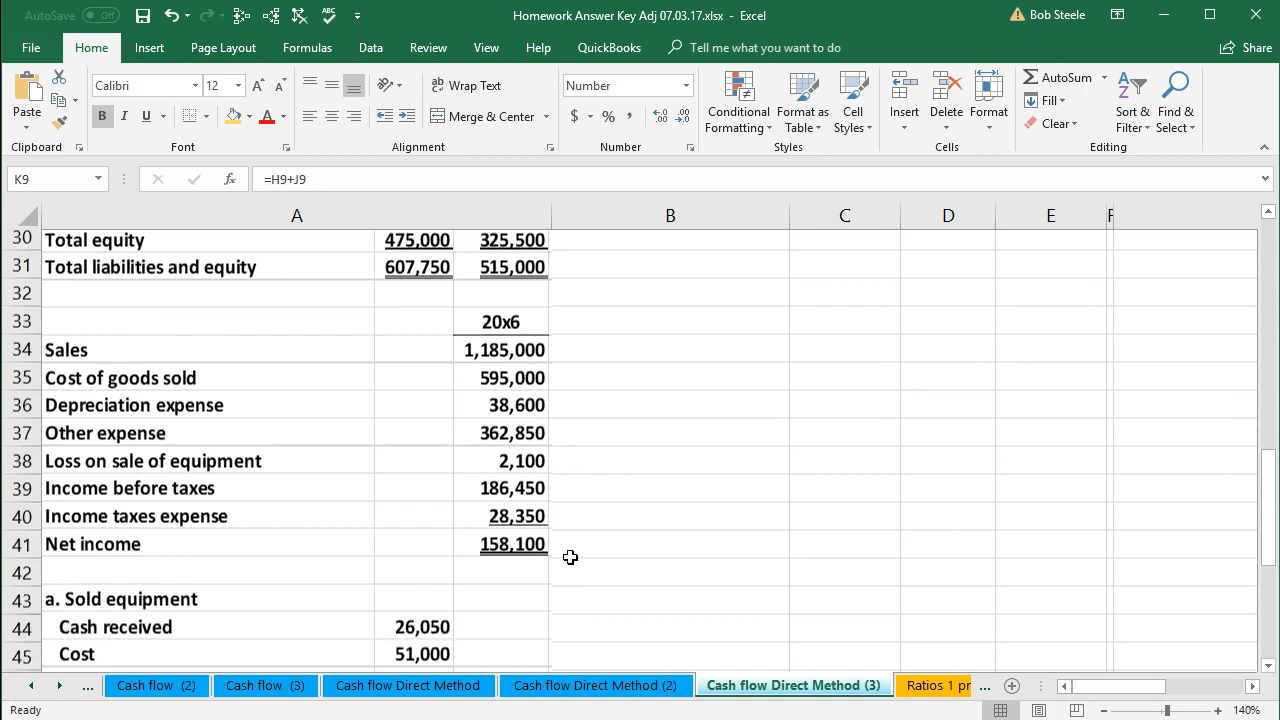 AutoSave Off Homework Answer Key Adj 07.03.17.xlsx - Excel Bob Steele
File Home Insert Page Layout Formulas Data Review View Help QuickBooks Tell me what you want to do Share
Calibri 12 A A Wrap Text Number AutoSum
Paste B I U A Merge & Center $ % , Conditional Formatting Format as Table Cell Styles Insert Delete Format Fill Clear Sort & Filter Find & Select
Clipboard Font Alignment Number Styles Cells Editing
K9 fx =H9+J9
A B C D E F
30 Total equity 475,000 325,500
31 Total liabilities and equity 607,750 515,000
32
33 20x6
34 Sales 1,185,000
35 Cost of goods sold 595,000
36 Depreciation expense 38,600
37 Other expense 362,850
38 Loss on sale of equipment 2,100
39 Income before taxes 186,450
40 Income taxes expense 28,350
41 Net income 158,100
42
43 a. Sold equipment
44 Cash received 26,050
45 Cost 51,000
... Cash flow (2) Cash flow (3) Cash flow Direct Method Cash flow Direct Method (2) Cash flow Direct Method (3) Ratios 1 pr ...
Ready 140%